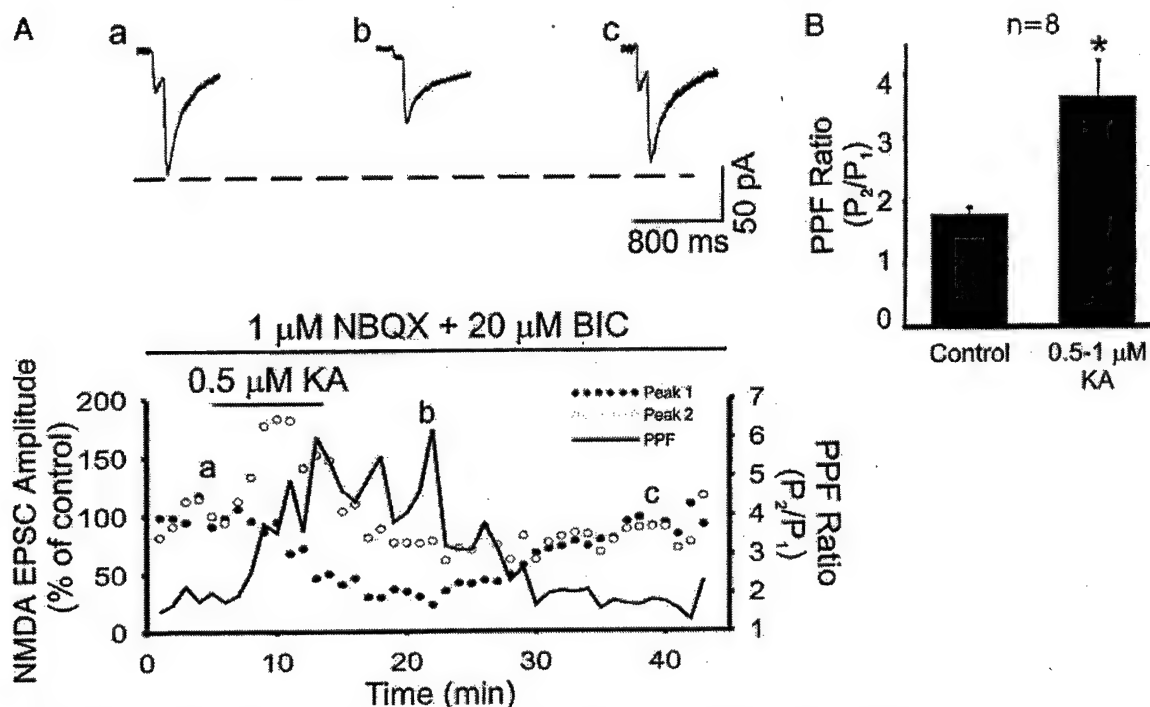 A
a
b
c
50 pA
800 ms
B
n=8
*
PPF Ratio
(P2/P1)
4
3
2
1
0
Control
0.5-1 μM
KA
1 μM NBQX + 20 μM BIC
0.5 μM KA
NMDA EPSC Amplitude
(% of control)
200
150
100
50
0
a
b
c
Peak 1
Peak 2
PPF
7
6
5
4
3
2
1
PPF Ratio
(P2/P1)
0
10
20
30
40
Time (min)